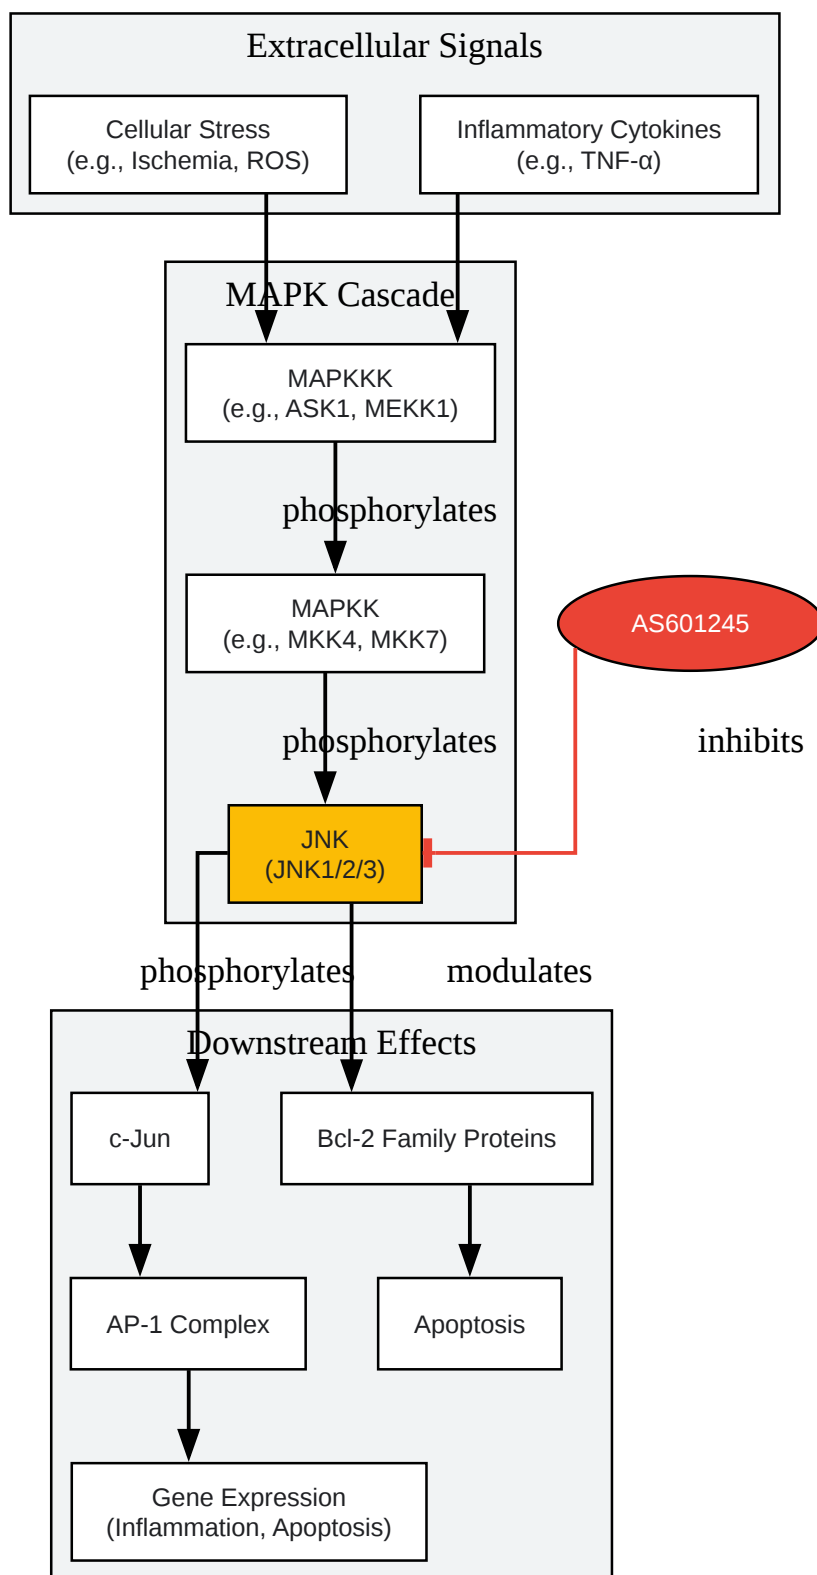 Extracellular Signals
Cellular Stress
(e.g., Ischemia, ROS)
Inflammatory Cytokines
(e.g., TNF-α)
MAPK Cascade
MAPKKK
(e.g., ASK1, MEKK1)
phosphorylates
MAPKK
(e.g., MKK4, MKK7)
AS601245
phosphorylates
inhibits
JNK
(JNK1/2/3)
phosphorylates
modulates
Downstream Effects
c-Jun
Bcl-2 Family Proteins
AP-1 Complex
Apoptosis
Gene Expression
(Inflammation, Apoptosis)